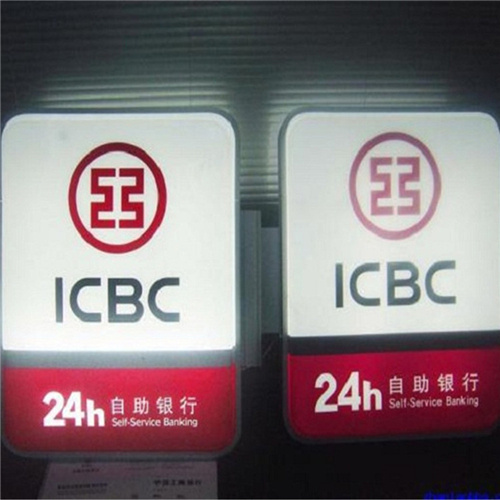 ICBC
24h 自助银行
Self-Service Banking
ICBC
24h 自助银行
Self-Service Banking